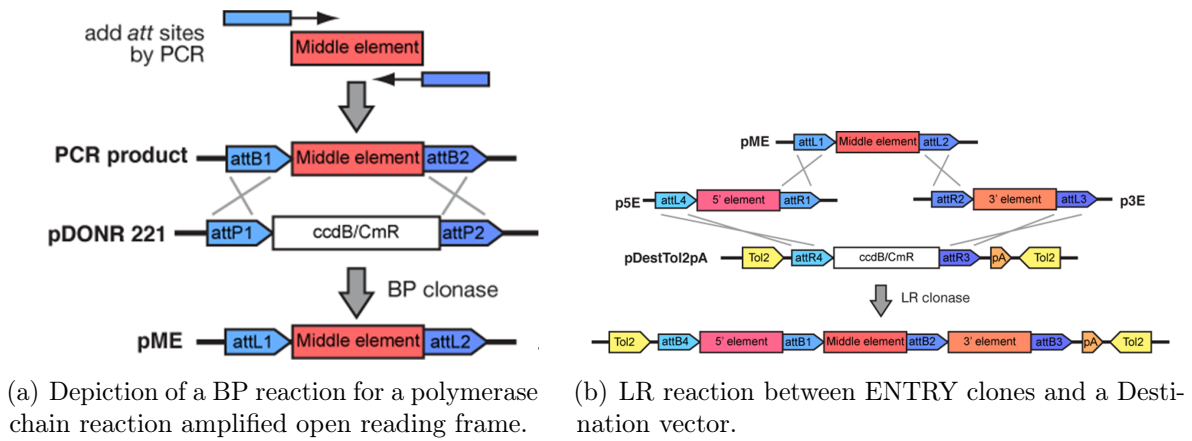 add att sites
by PCR
Middle element
PCR product
attB1
Middle element
attB2
pDONR 221
attP1
ccdB/CmR
attP2
BP clonase
pME
attL1
Middle element
attL2
(a) Depiction of a BP reaction for a polymerase
chain reaction amplified open reading frame.
pME
attL1
Middle element
attL2
p5E
attL4
5' element
attR1
attR2
3' element
attL3
p3E
pDestTol2pA
Tol2
attR4
ccdB/CmR
attR3
pA
Tol2
LR clonase
Tol2
attB4
5' element
attB1
Middle element
attB2
3' element
attB3
pA
Tol2
(b) LR reaction between ENTRY clones and a Desti-
nation vector.